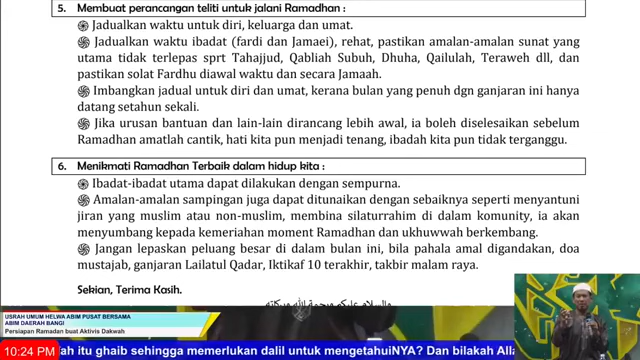 5. Membuat perancangan teliti untuk jalani Ramadhan :
Jadualkan waktu untuk diri, keluarga dan umat.
Jadualkan waktu ibadat (fardi dan Jamaei), rehat, pastikan amalan-amalan sunat yang
utama tidak terlepas sprt Tahajjud, Qabliah Subuh, Dhuha, Qailulah, Teraweh dll, dan
pastikan solat Fardhu diawal waktu dan secara Jamaah.
Imbangkan jadual untuk diri dan umat, kerana bulan yang penuh dgn ganjaran ini hanya
datang setahun sekali.
Jika urusan bantuan dan lain-lain dirancang lebih awal, ia boleh diselesaikan sebelum
Ramadhan amatlah cantik, hati kita pun menjadi tenang, ibadah kita pun tidak terganggu.
6. Menikmati Ramadhan Terbaik dalam hidup kita :
Ibadat-ibadat utama dapat dilakukan dengan sempurna.
Amalan-amalan sampingan juga dapat ditunaikan dengan sebaiknya seperti menyantuni
jiran yang muslim atau non-muslim, membina silaturrahim di dalam komunity, ia akan
menyumbang kepada kemeriahan moment Ramadhan dan ukhuwwah berkembang.
Jangan lepaskan peluang besar di dalam bulan ini, bila pahala amal digandakan, doa
mustajab, ganjaran Lailatul Qadar, Iktikaf 10 terakhir, takbir malam raya.
Sekian, Terima Kasih.
والسلام عليكم ورحمة الله وبركاته
USRAH UMUM HELWA ABIM PUSAT BERSAMA
ABIM DAERAH BANGI
Persiapan Ramadan buat Aktivis Dakwah
10:24 PM
ah itu ghaib sehingga memerlukan dalil untuk mengetahuiNYA? Dan bilakah Alla